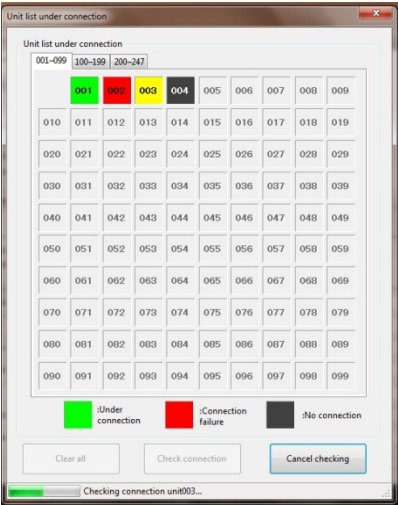 Unit list under connection
Unit list under connection
001-099 100-199 200-247
001 002 003 004 005 006 007 008 009
010 011 012 013 014 015 016 017 018 019
020 021 022 023 024 025 026 027 028 029
030 031 032 033 034 035 036 037 038 039
040 041 042 043 044 045 046 047 048 049
050 051 052 053 054 055 056 057 058 059
060 061 062 063 064 065 066 067 068 069
070 071 072 073 074 075 076 077 078 079
080 081 082 083 084 085 086 087 088 089
090 091 092 093 094 095 096 097 098 099
:Under
connection
:Connection
failure
:No connection
Clear all Check connection Cancel checking
Checking connection unit003...